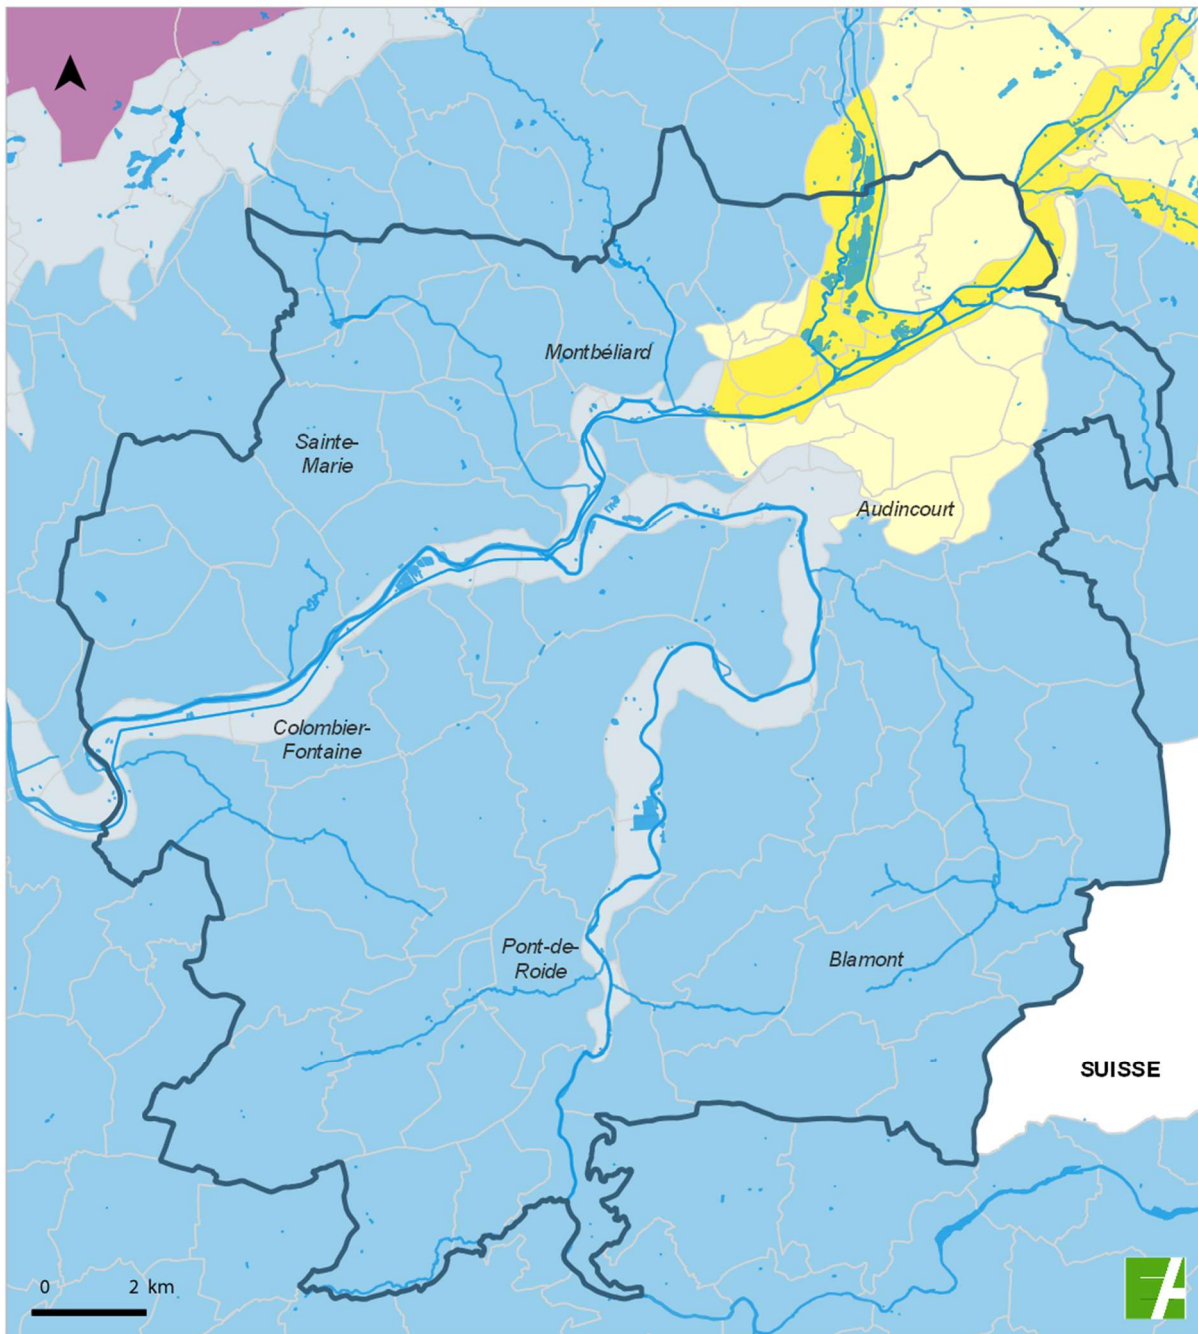 Montbéliard
Sainte-
Marie
Audincourt
Colombier-
Fontaine
Pont-de-
Roide
Blamont
SUISSE
0 2 km